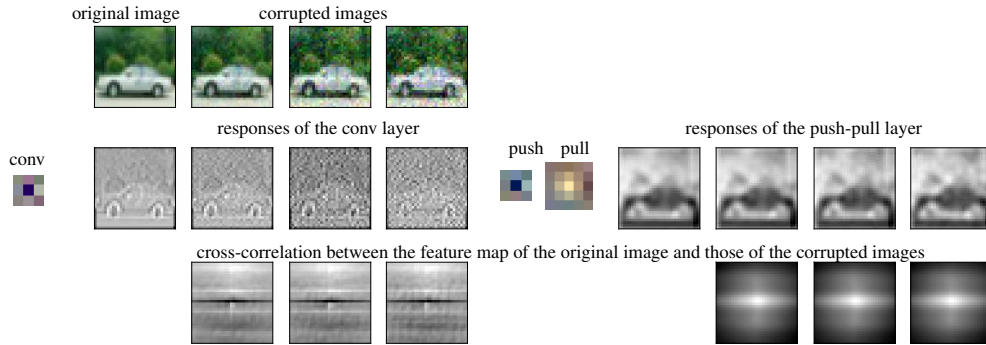 original image
corrupted images
responses of the conv layer
responses of the push-pull layer
conv
push
pull
cross-correlation between the feature map of the original image and those of the corrupted images